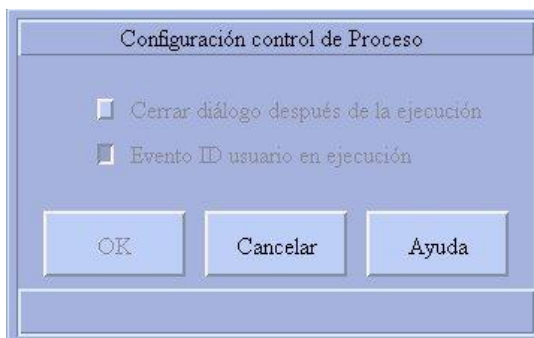 Configuración control de Proceso
Cerrar diálogo después de la ejecución
Evento ID usuario en ejecución
OK Cancelar Ayuda